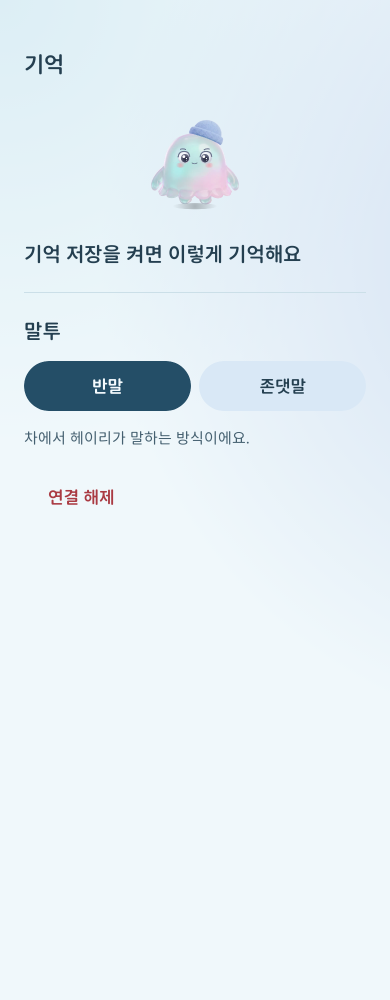 기억
기억 저장을 켜면 이렇게 기억해요
말투
반말
존댓말
차에서 헤이리가 말하는 방식이에요.
연결 해제